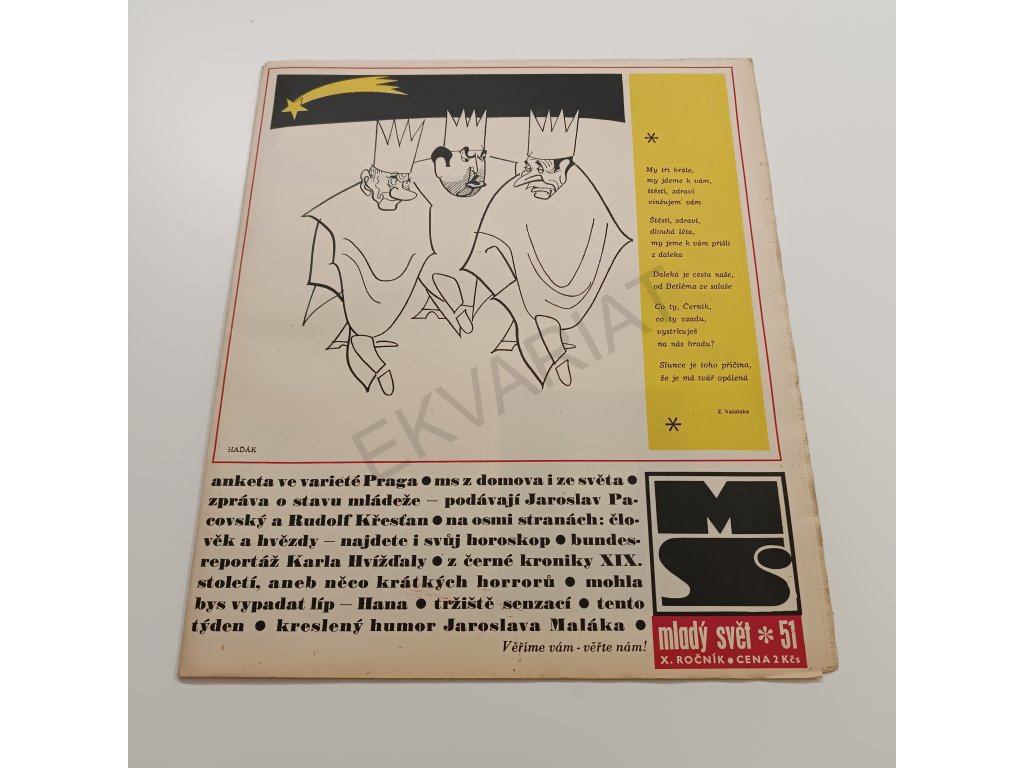 *
My tři krále,
my jdeme k vám,
štěstí, zdraví
vinšujem vám
Štěstí, zdraví,
dlouhá léta,
my jsme k vám přišli
z daleka
Daleká je cesta naše,
od Betléma ze salaše
Co ty, Černík,
co ty vzadu,
vystrkuješ
na nás bradu?
Slunce je toho příčina,
že je má tvář opálená
Z Valašska
*
HAĎÁK
EKVARIAT
anketa ve varieté Praga ● ms z domova i ze světa ●
zpráva o stavu mládeže – podávají Jaroslav Pa-
covský a Rudolf Křesťan ● na osmi stranách: člo-
věk a hvězdy – najdete i svůj horoskop ● bundes-
reportáž Karla Hvížďaly ● z černé kroniky XIX.
století, aneb něco krátkých horrorů ● mohla
bys vypadat líp – Hana ● tržiště senzací ● tento
týden ● kreslený humor Jaroslava Maláka ●
Věříme vám - věřte nám!
MS
mladý svět * 51
X. ROČNÍK ● CENA 2 Kčs